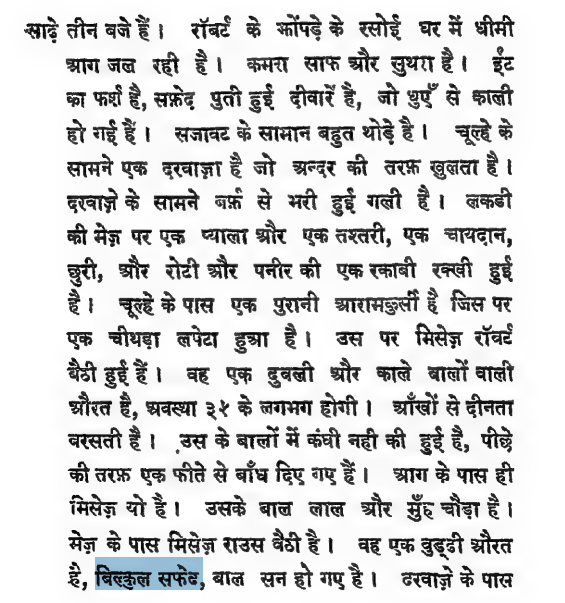 साढ़े तीन बजे हैं। रॉबर्ट के झोंपड़े के रसोई घर में धीमी
आग जल रही है। कमरा साफ और सुथरा है। ईंट
का फर्श है, सफ़ेद पुती हुई दीवारें है, जो धुएँ से काली
हो गई हैं। सजावट के सामान बहुत थोड़े है। चूल्हे के
सामने एक दरवाज़ा है जो अन्दर की तरफ़ खुलता है।
दरवाज़े के सामने बर्फ़ से भरी हुई गली है। लकडी
की मेज़ पर एक प्याला और एक तश्तरी, एक चायदान,
छुरी, और रोटी और पनीर की एक रकाबी रक्खी हुई
है। चूल्हे के पास एक पुरानी आरामकुर्सी है जिस पर
एक चीथड़ा लपेटा हुआ है। उस पर मिसेज़ रॉबर्ट
बैठी हुई हैं। वह एक दुबली और काले बालों वाली
औरत है, अवस्था ३५ के लगभग होगी। आँखों से दीनता
वरसती है। उस के बालों में कंघी नही की हुई है, पीछे
की तरफ़ एक फीते से बाँध दिए गए हैं। आग के पास ही
मिसेज़ यो है। उसके बाल लाल और मुँह चौड़ा है।
मेज़ के पास मिसेज़ राउस बैठी है। वह एक बुड्ढी औरत
है, बिल्कुल सफेद, बाल सन हो गए है। दरवाज़े के पास